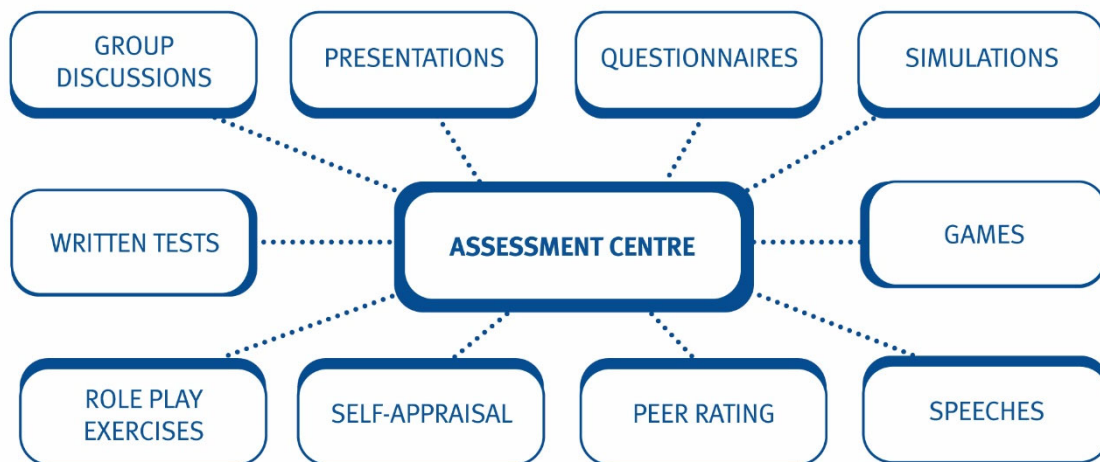 GROUP
DISCUSSIONS
PRESENTATIONS
QUESTIONNAIRES
SIMULATIONS
WRITTEN TESTS
ASSESSMENT CENTRE
GAMES
ROLE PLAY
EXERCISES
SELF-APPRAISAL
PEER RATING
SPEECHES